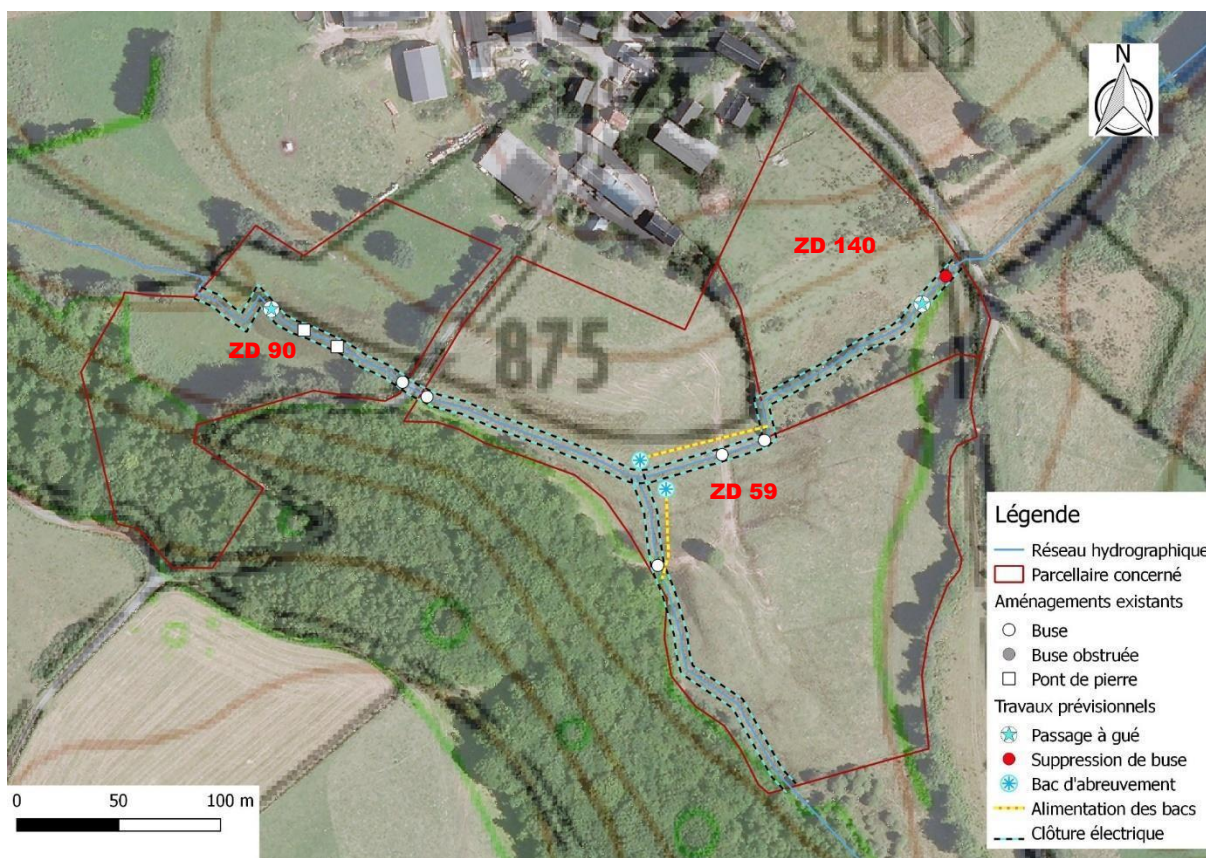 900
N
ZD 140
ZD 90
875
ZD 59
Légende
Réseau hydrographique
Parcellaire concerné
Aménagements existants
Buse
Buse obstruée
Pont de pierre
Travaux prévisionnels
Passage à gué
Suppression de buse
Bac d'abreuvement
Alimentation des bacs
Clôture électrique
0 50 100 m